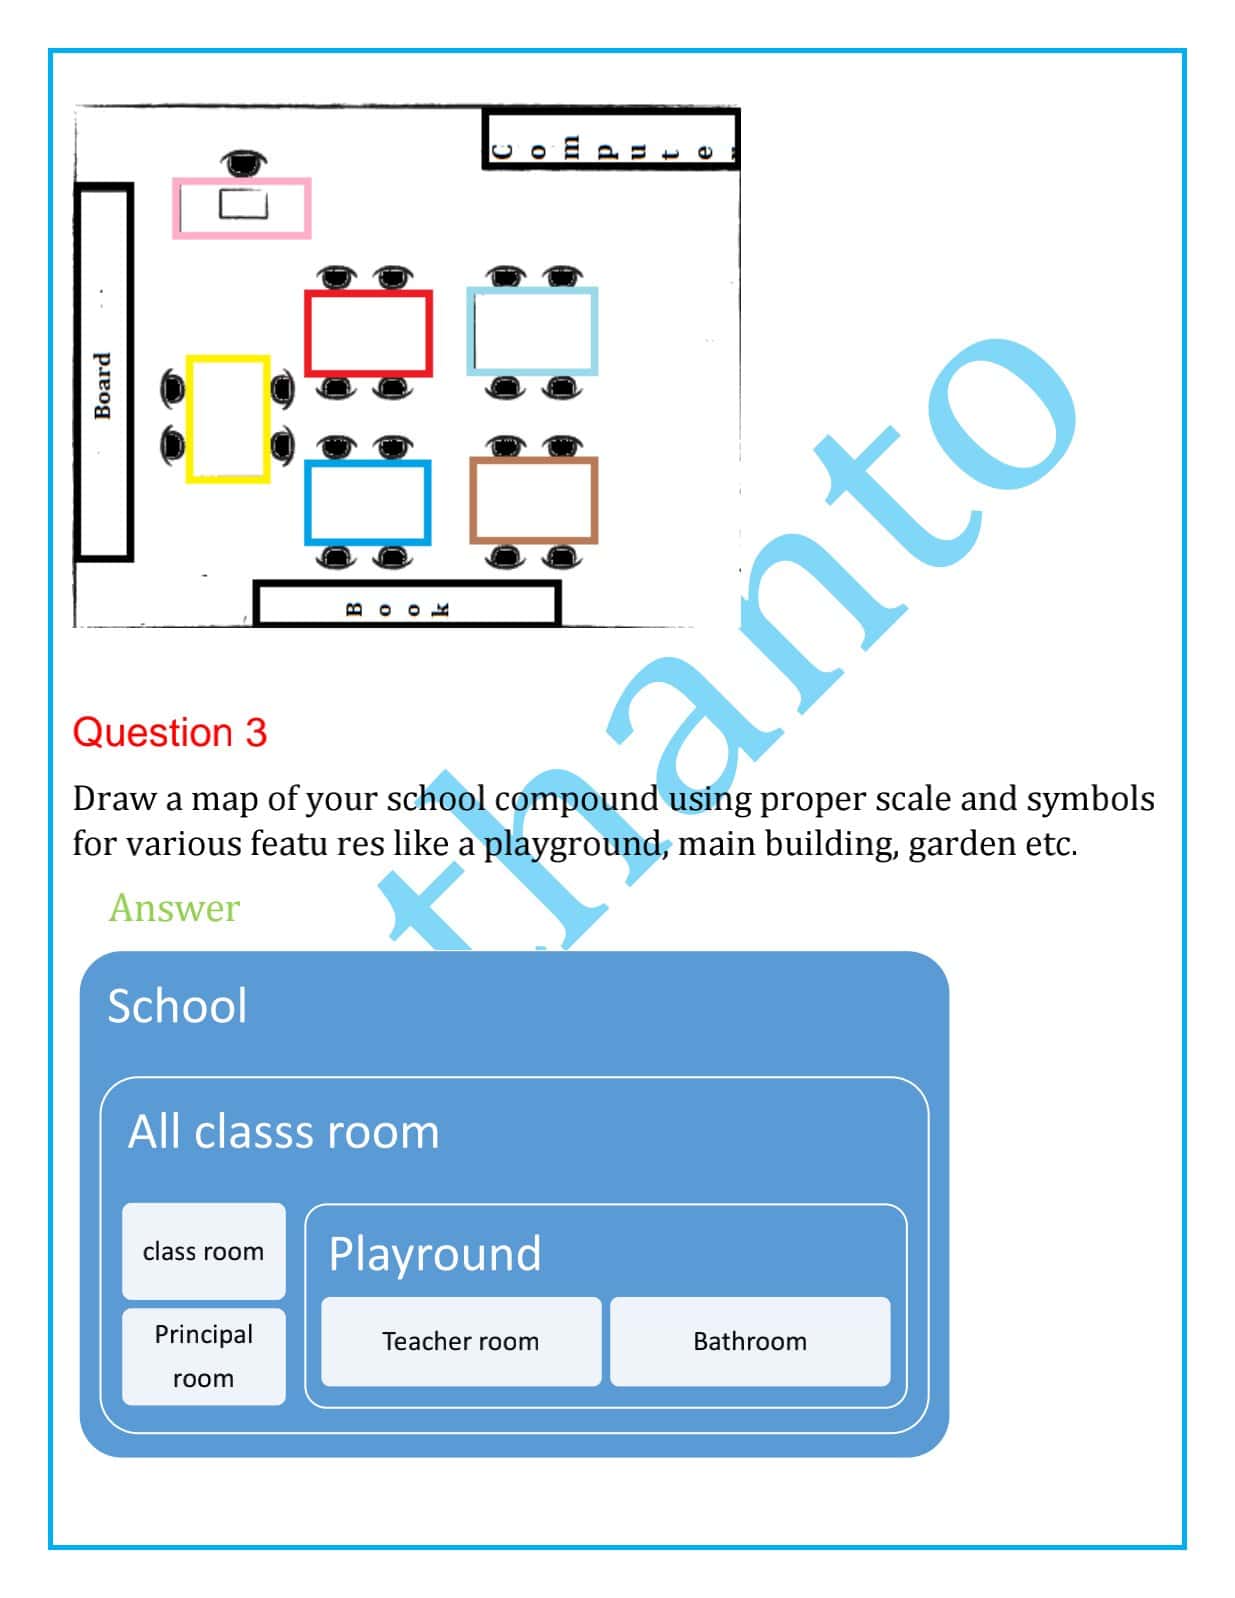 Computer
Board
Book
Question 3
Draw a map of your school compound using proper scale and symbols
for various featu res like a playground, main building, garden etc.
Answer
School
All classs room
class room
Principal
room
Playround
Teacher room
Bathroom
thanto